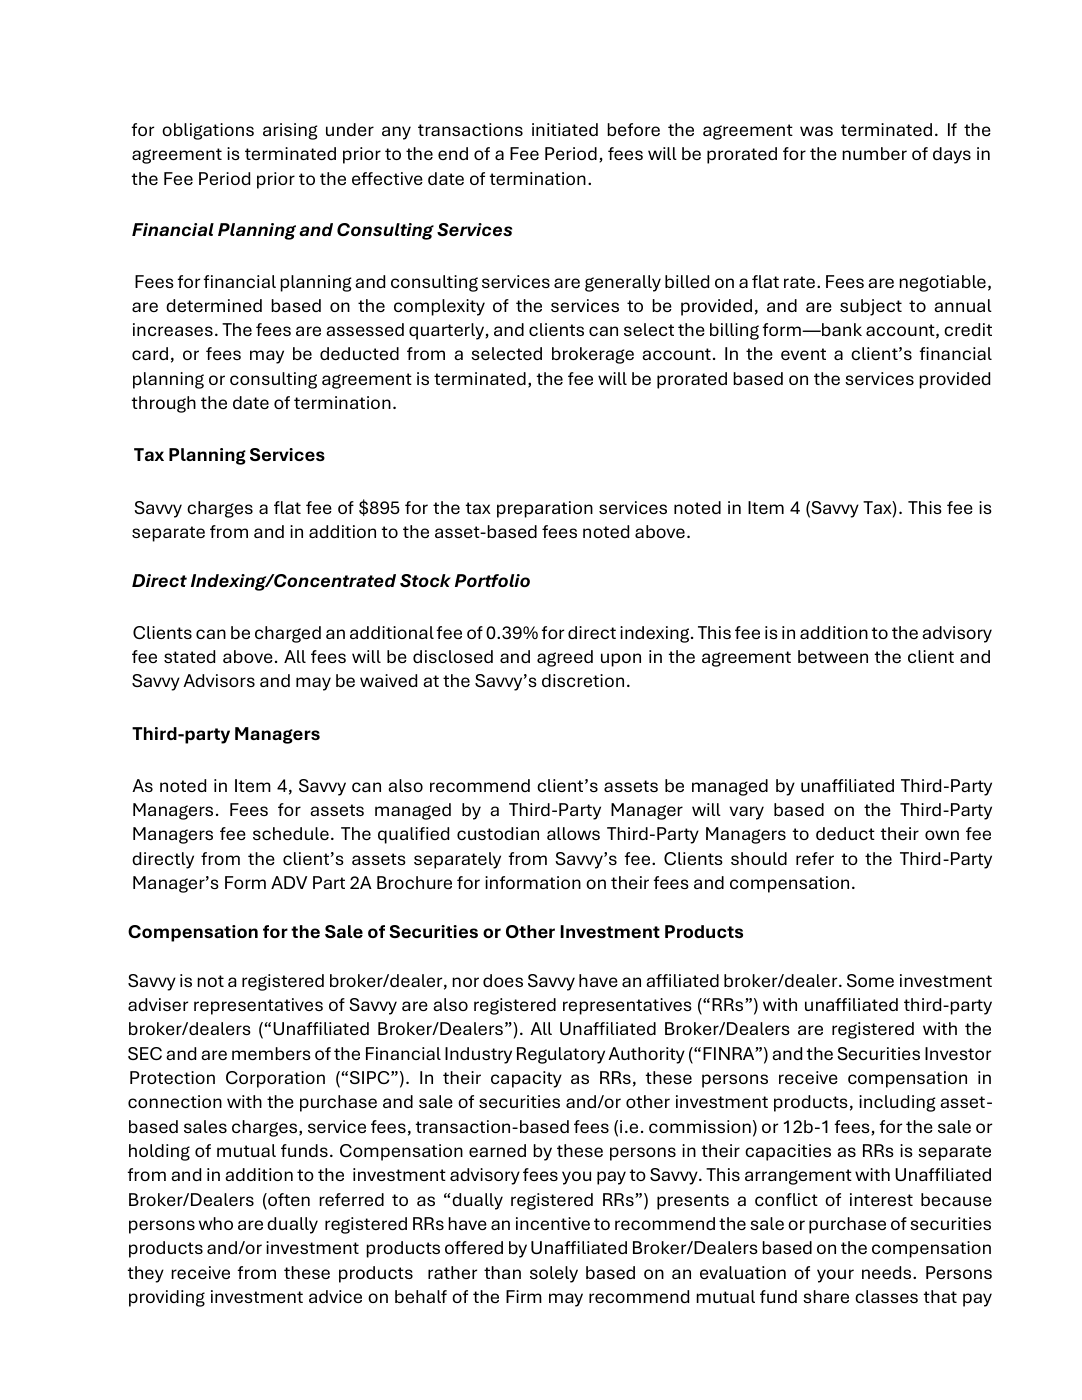 for obligations arising under any transactions initiated before the agreement was terminated. If the
agreement is terminated prior to the end of a Fee Period, fees will be prorated for the number of days in
the Fee Period prior to the effective date of termination.
Financial Planning and Consulting Services
Fees for financial planning and consulting services are generally billed on a flat rate. Fees are negotiable,
are determined based on the complexity of the services to be provided, and are subject to annual
increases. The fees are assessed quarterly, and clients can select the billing form—bank account, credit
card, or fees may be deducted from a selected brokerage account. In the event a client’s financial
planning or consulting agreement is terminated, the fee will be prorated based on the services provided
through the date of termination.
Tax Planning Services
Savvy charges a flat fee of $895 for the tax preparation services noted in Item 4 (Savvy Tax). This fee is
separate from and in addition to the asset-based fees noted above.
Direct Indexing/Concentrated Stock Portfolio
Clients can be charged an additional fee of 0.39% for direct indexing. This fee is in addition to the advisory
fee stated above. All fees will be disclosed and agreed upon in the agreement between the client and
Savvy Advisors and may be waived at the Savvy’s discretion.
Third-party Managers
As noted in Item 4, Savvy can also recommend client’s assets be managed by unaffiliated Third-Party
Managers. Fees for assets managed by a Third-Party Manager will vary based on the Third-Party
Managers fee schedule. The qualified custodian allows Third-Party Managers to deduct their own fee
directly from the client’s assets separately from Savvy’s fee. Clients should refer to the Third-Party
Manager’s Form ADV Part 2A Brochure for information on their fees and compensation.
Compensation for the Sale of Securities or Other Investment Products
Savvy is not a registered broker/dealer, nor does Savvy have an affiliated broker/dealer. Some investment
adviser representatives of Savvy are also registered representatives (“RRs”) with unaffiliated third-party
broker/dealers (“Unaffiliated Broker/Dealers”). All Unaffiliated Broker/Dealers are registered with the
SEC and are members of the Financial Industry Regulatory Authority (“FINRA”) and the Securities Investor
Protection Corporation (“SIPC”). In their capacity as RRs, these persons receive compensation in
connection with the purchase and sale of securities and/or other investment products, including asset-
based sales charges, service fees, transaction-based fees (i.e. commission) or 12b-1 fees, for the sale or
holding of mutual funds. Compensation earned by these persons in their capacities as RRs is separate
from and in addition to the investment advisory fees you pay to Savvy. This arrangement with Unaffiliated
Broker/Dealers (often referred to as “dually registered RRs”) presents a conflict of interest because
persons who are dually registered RRs have an incentive to recommend the sale or purchase of securities
products and/or investment products offered by Unaffiliated Broker/Dealers based on the compensation
they receive from these products rather than solely based on an evaluation of your needs. Persons
providing investment advice on behalf of the Firm may recommend mutual fund share classes that pay